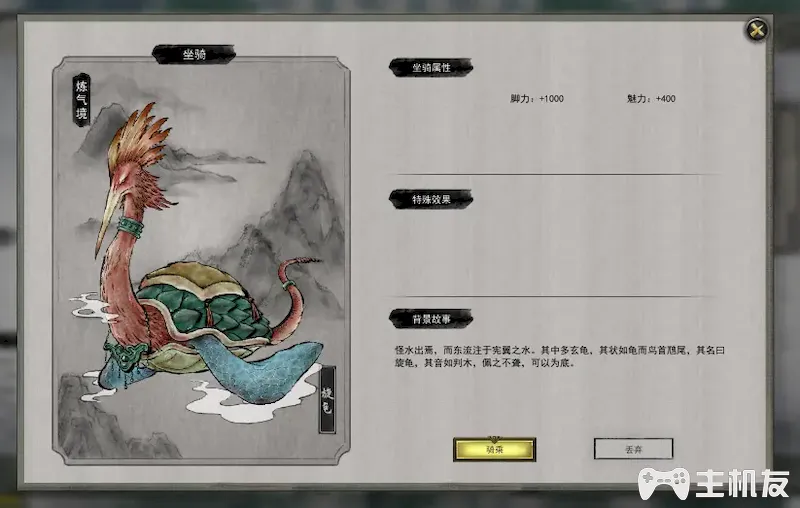 坐骑
炼气境
旋龟
坐骑属性
脚力：+1000
魅力：+400
特殊效果
背景故事
怪水出焉，而东流注于宪翼之水。其中多玄龟，其状如龟而鸟首虺尾，其名曰
旋龟，其音如判木，佩之不聋，可以为底。
骑乘
丢弃
主机友